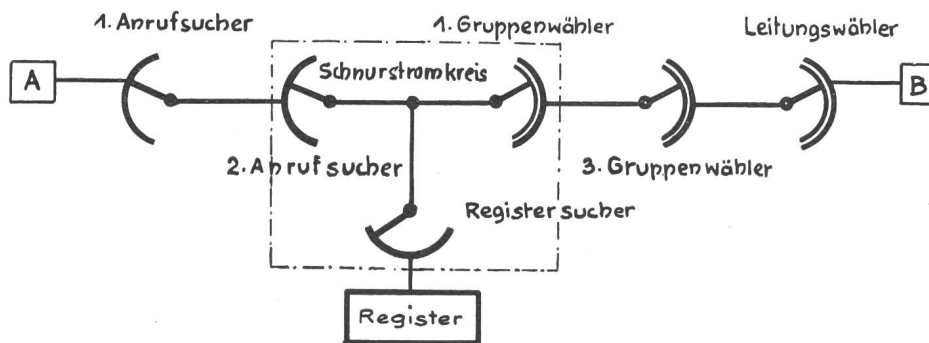 1. Anrufsucher
1. Gruppenwähler
Leitungswähler
A
Schnurstromkreis
B
2. Anrufsucher
3. Gruppenwähler
Registersucher
Register